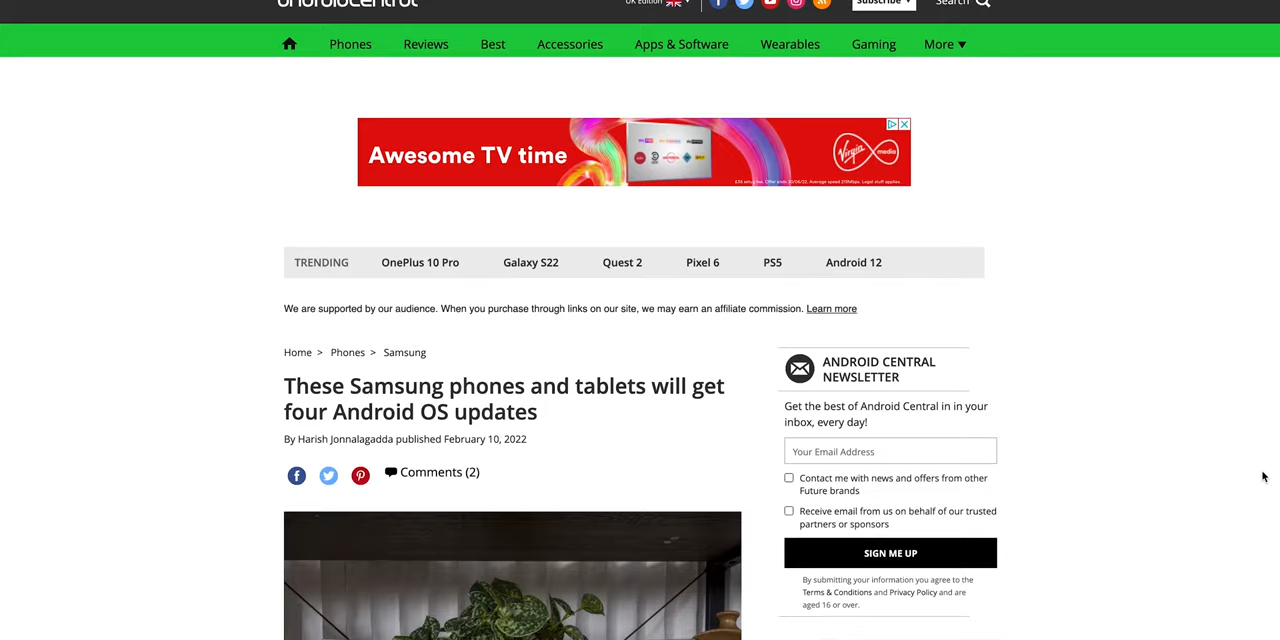 androidcentral
UK Edition
Subscribe
Search
Phones Reviews Best Accessories Apps & Software Wearables Gaming More
Awesome TV time
Virgin media
TRENDING OnePlus 10 Pro Galaxy S22 Quest 2 Pixel 6 PS5 Android 12
We are supported by our audience. When you purchase through links on our site, we may earn an affiliate commission. Learn more
Home > Phones > Samsung
These Samsung phones and tablets will get
four Android OS updates
By Harish Jonnalagadda published February 10, 2022
Comments (2)
ANDROID CENTRAL
NEWSLETTER
Get the best of Android Central in in your
inbox, every day!
Your Email Address
Contact me with news and offers from other
Future brands
Receive email from us on behalf of our trusted
partners or sponsors
SIGN ME UP
By submitting your information you agree to the
Terms & Conditions and Privacy Policy and are
aged 16 or over.